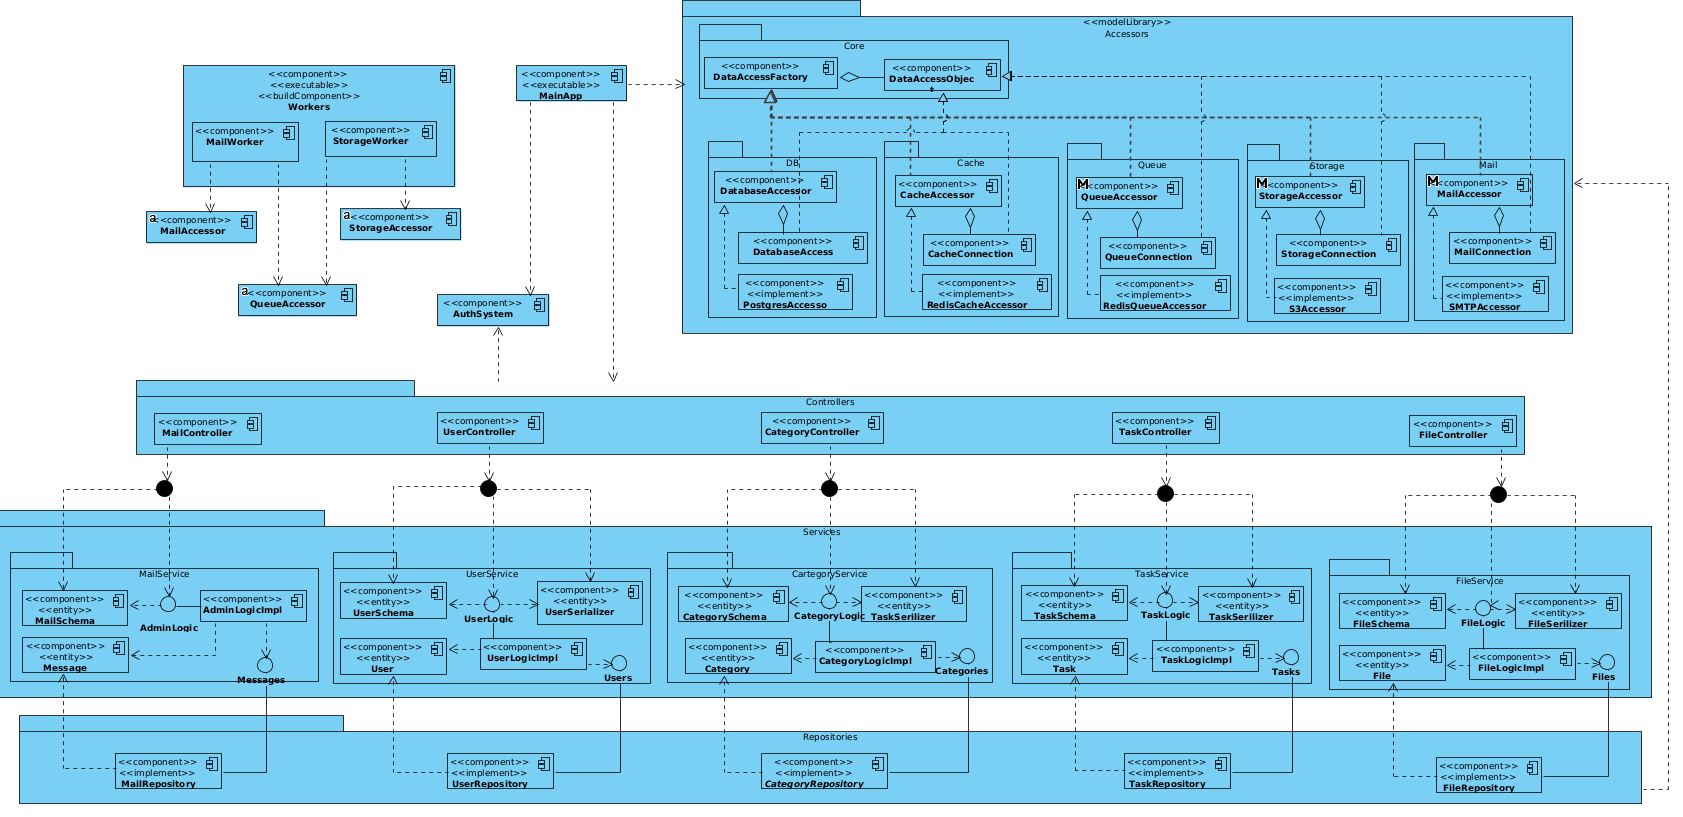 <<modelLibrary>>
Accessors
Core
<<component>>
DataAccessFactory
<<component>>
DataAccessObjec
t
<<component>>
<<executable>>
<<buildComponent>>
Workers
<<component>>
MailWorker
<<component>>
StorageWorker
<<component>>
<<executable>>
MainApp
a
<<component>>
MailAccessor
a
<<component>>
StorageAccessor
a
<<component>>
QueueAccessor
<<component>>
AuthSystem
DB
<<component>>
DatabaseAccessor
<<component>>
DatabaseAccess
<<component>>
<<implement>>
PostgresAccesso
Cache
<<component>>
CacheAccessor
<<component>>
CacheConnection
<<component>>
<<implement>>
RedisCacheAccessor
Queue
M
<<component>>
QueueAccessor
<<component>>
QueueConnection
<<component>>
<<implement>>
RedisQueueAccessor
Storage
M
<<component>>
StorageAccessor
<<component>>
StorageConnection
<<component>>
<<implement>>
S3Accessor
Mail
M
<<component>>
MailAccessor
<<component>>
MailConnection
<<component>>
<<implement>>
SMTPAccessor
Controllers
<<component>>
MailController
<<component>>
UserController
<<component>>
CategoryController
<<component>>
TaskController
<<component>>
FileController
Services
MailService
<<component>>
<<entity>>
MailSchema
AdminLogic
<<component>>
AdminLogicImpl
<<component>>
<<entity>>
Message
Messages
UserService
<<component>>
<<entity>>
UserSchema
UserLogic
<<component>>
<<entity>>
UserSerializer
<<component>>
<<entity>>
User
<<component>>
UserLogicImpl
Users
CartegoryService
<<component>>
<<entity>>
CategorySchema
CategoryLogic
<<component>>
<<entity>>
TaskSerilizer
<<component>>
<<entity>>
Category
<<component>>
CategoryLogicImpl
Categories
TaskService
<<component>>
<<entity>>
TaskSchema
TaskLogic
<<component>>
<<entity>>
TaskSerilizer
<<component>>
<<entity>>
Task
<<component>>
TaskLogicImpl
Tasks
FileService
<<component>>
<<entity>>
FileSchema
FileLogic
<<component>>
<<entity>>
FileSerilizer
<<component>>
<<entity>>
File
<<component>>
FileLogicImpl
Files
Repositories
<<component>>
<<implement>>
MailRepository
<<component>>
<<implement>>
UserRepository
<<component>>
<<implement>>
CategoryRepository
<<component>>
<<implement>>
TaskRepository
<<component>>
<<implement>>
FileRepository